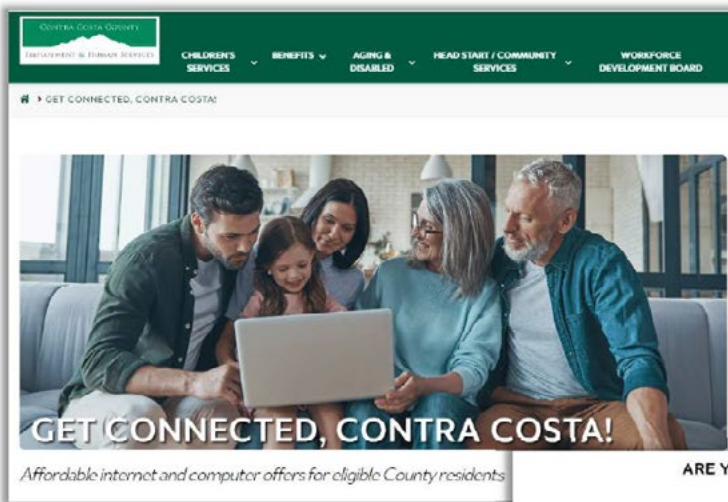 CONTRA COSTA COUNTY
EMPLOYMENT & HUMAN SERVICES
CHILDREN'S
SERVICES
BENEFITS
AGING &
DISABLED
HEAD START / COMMUNITY
SERVICES
WORKFORCE
DEVELOPMENT BOARD
GET CONNECTED, CONTRA COSTA!
GET CONNECTED, CONTRA COSTA!
Affordable internet and computer offers for eligible County residents
ARE Y